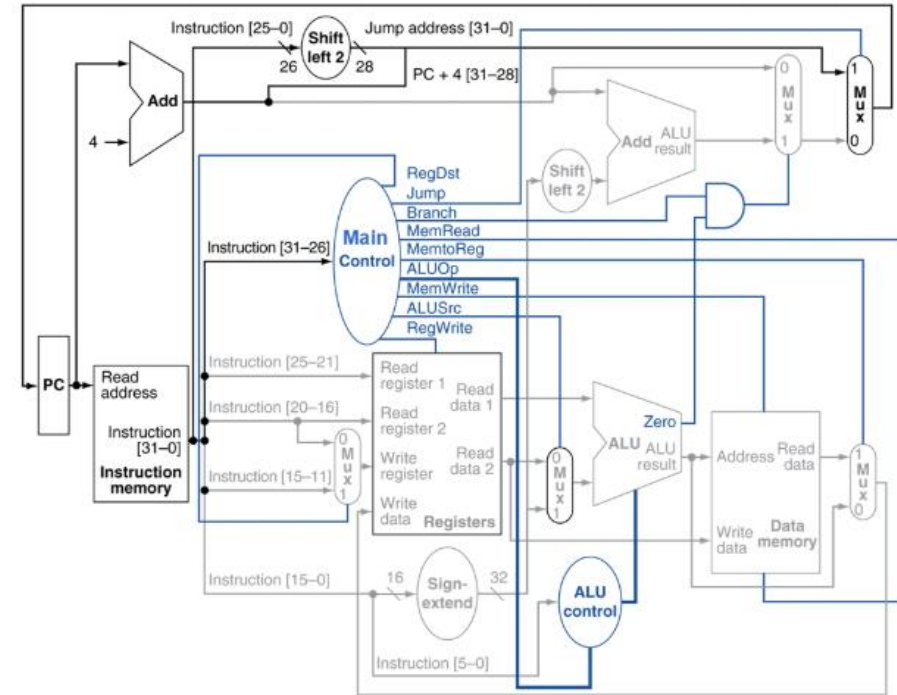 Instruction [25–0]
Shift
left 2
Jump address [31–0]
26
28
PC + 4 [31–28]
Add
4
0
M
u
x
1
1
M
u
x
0
Add
ALU
result
Shift
left 2
RegDst
Jump
Branch
MemRead
MemtoReg
ALUOp
MemWrite
ALUSrc
RegWrite
Main
Control
Instruction [31–26]
PC
Read
address
Instruction
[31–0]
Instruction
memory
Instruction [25–21]
Instruction [20–16]
Instruction [15–11]
0
M
u
x
1
Read
register 1
Read
register 2
Write
register
Write
data
Read
data 1
Read
data 2
Registers
0
M
u
x
1
Zero
ALU
ALU
result
Address
Read
data
Write
data
Data
memory
1
M
u
x
0
Instruction [15–0]
16
Sign-
extend
32
ALU
control
Instruction [5–0]